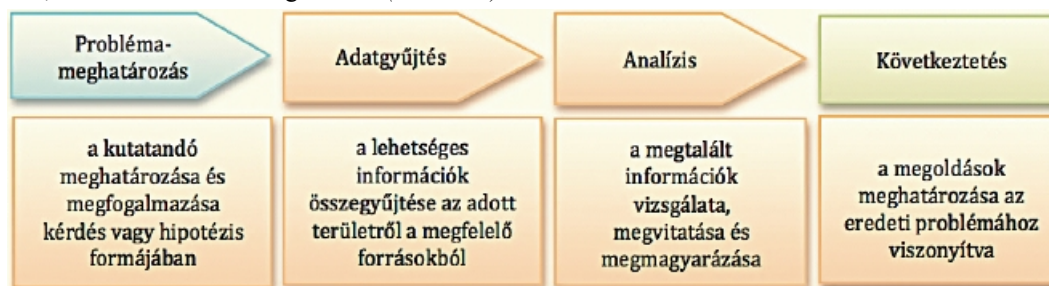 Probléma-
meghatározás
Adatgyűjtés
Analízis
Következtetés
a kutatandó
meghatározása és
megfogalmazása
kérdés vagy hipotézis
formájában
a lehetséges
információk
összegyűjtése az adott
területről a megfelelő
forrásokból
a megtalált
információk
vizsgálata,
megvitatása és
megmagyarázása
a megoldások
meghatározása az
eredeti problémához
viszonyítva